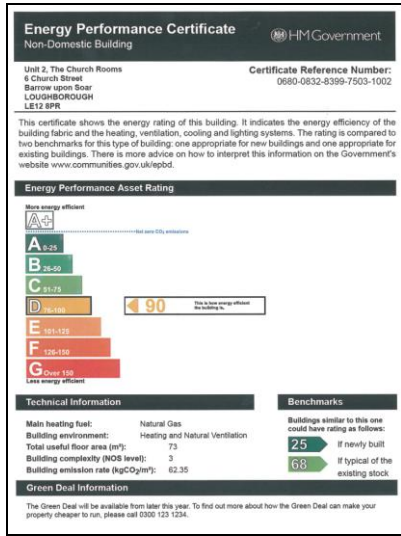 Energy Performance Certificate
Non-Domestic Building
HM Government
Unit 2, The Church Rooms
6 Church Street
Barrow upon Soar
LOUGHBOROUGH
LE12 8PR
Certificate Reference Number:
0680-0832-8399-7503-1002
This certificate shows the energy rating of this building. It indicates the energy efficiency of the
building fabric and the heating, ventilation, cooling and lighting systems. The rating is compared to
two benchmarks for this type of building: one appropriate for new buildings and one appropriate for
existing buildings. There is more advice on how to interpret this information on the Government's
website www.communities.gov.uk/epbd.
Energy Performance Asset Rating
More energy efficient
A+
Net zero CO₂ emissions
A 0-25
B 26-50
C 51-75
D 76-100
90
This is how energy efficient
the building is.
E 101-125
F 126-150
G Over 150
Less energy efficient
Technical Information
Main heating fuel: Natural Gas
Building environment: Heating and Natural Ventilation
Total useful floor area (m²): 73
Building complexity (NOS level): 3
Building emission rate (kgCO₂/m²): 62.35
Benchmarks
Buildings similar to this one
could have rating as follows:
25 If newly built
68 If typical of the
existing stock
Green Deal Information
The Green Deal will be available from later this year. To find out more about how the Green Deal can make your
property cheaper to run, please call 0300 123 1234.